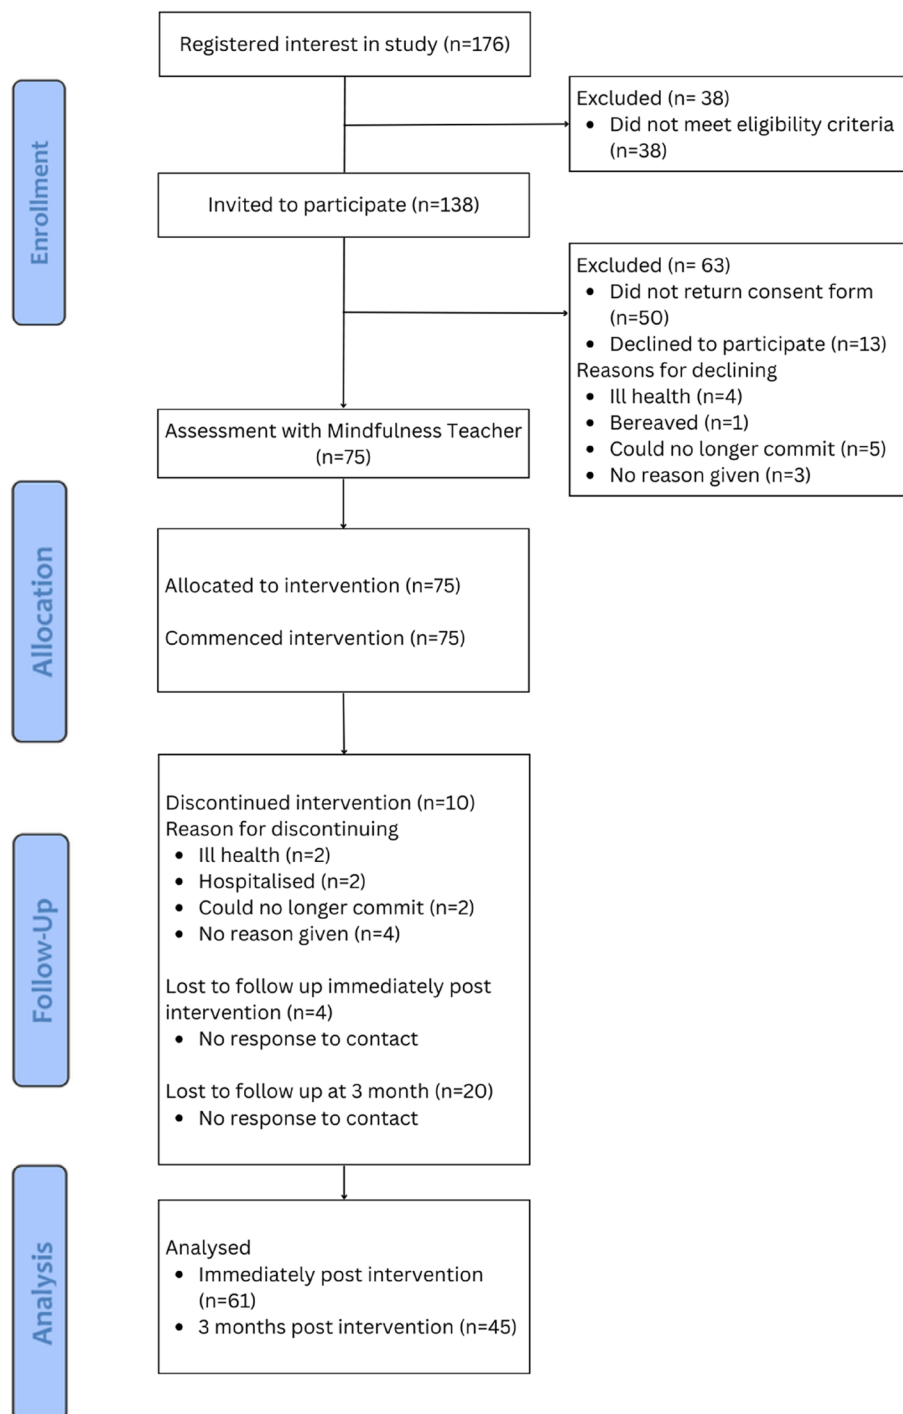 Registered interest in study (n=176)
Excluded (n= 38)
• Did not meet eligibility criteria
(n=38)
Enrollment
Invited to participate (n=138)
Excluded (n= 63)
• Did not return consent form
(n=50)
• Declined to participate (n=13)
Reasons for declining
• Ill health (n=4)
• Bereaved (n=1)
• Could no longer commit (n=5)
• No reason given (n=3)
Assessment with Mindfulness Teacher
(n=75)
Allocation
Allocated to intervention (n=75)
Commenced intervention (n=75)
Follow-Up
Discontinued intervention (n=10)
Reason for discontinuing
• Ill health (n=2)
• Hospitalised (n=2)
• Could no longer commit (n=2)
• No reason given (n=4)
Lost to follow up immediately post
intervention (n=4)
• No response to contact
Lost to follow up at 3 month (n=20)
• No response to contact
Analysis
Analysed
• Immediately post intervention
(n=61)
• 3 months post intervention (n=45)